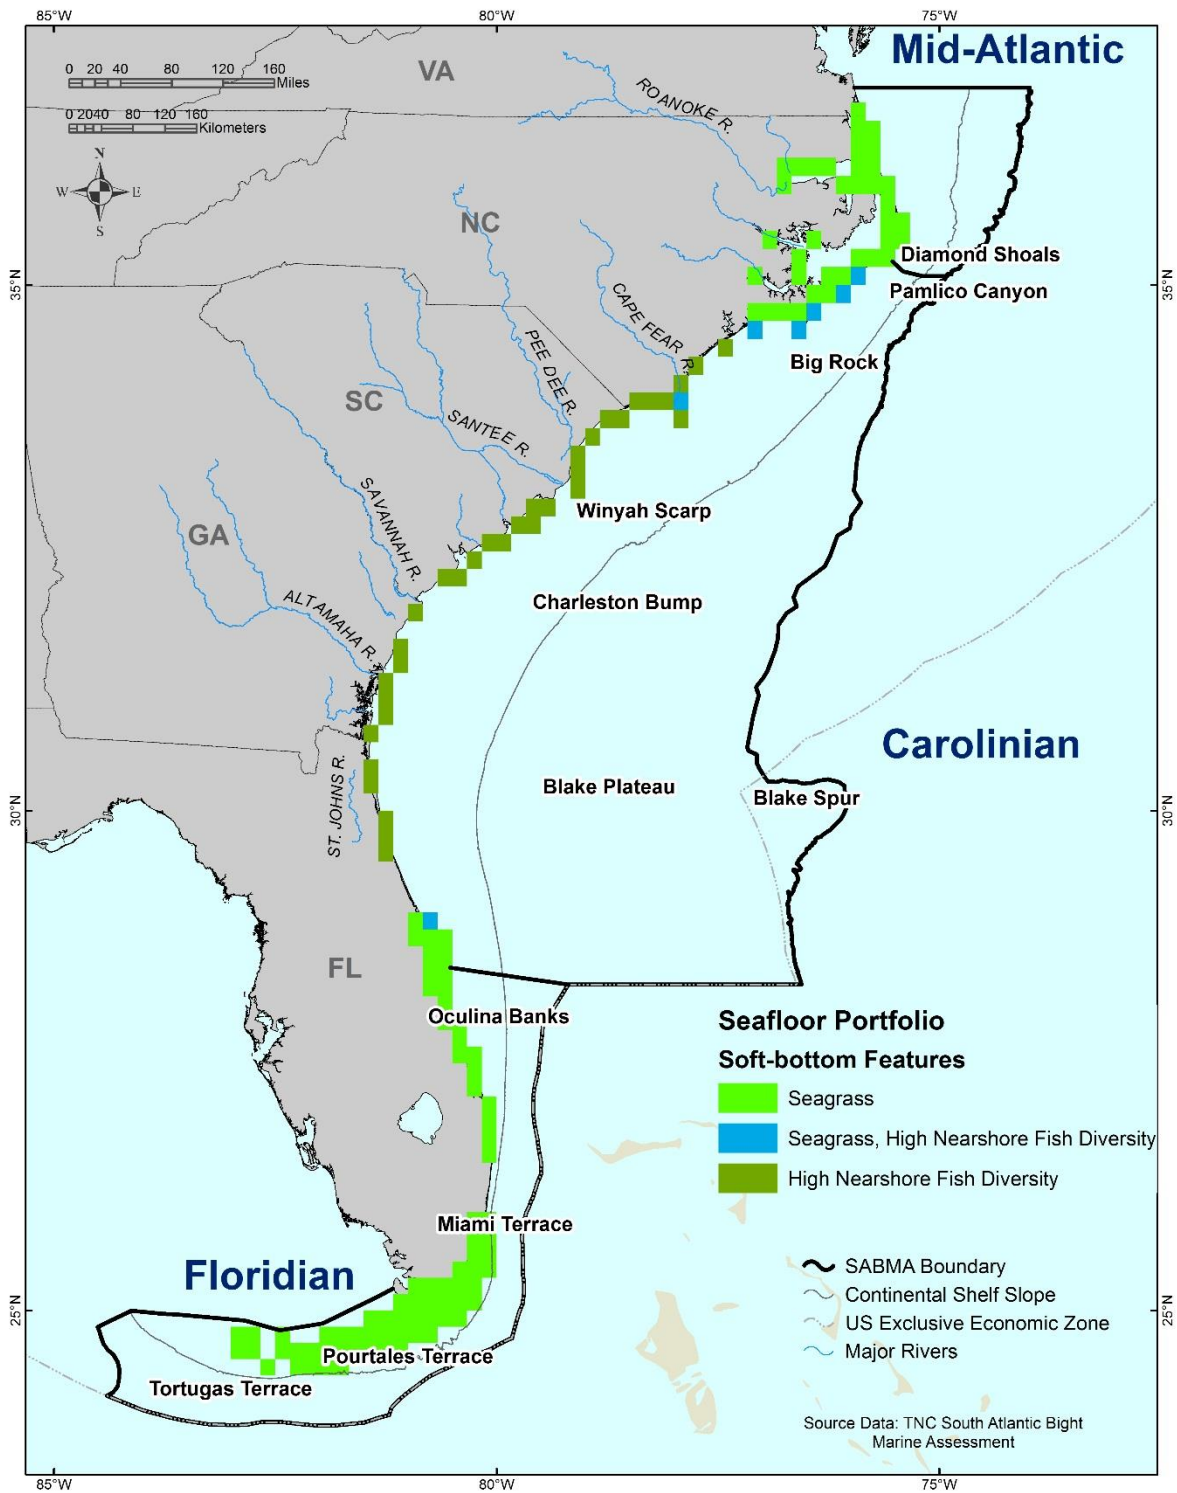 85°W 80°W 75°W
Mid-Atlantic
0 20 40 80 120 160
Miles
0 20 40 80 120 160
Kilometers
N
W E
S
VA
ROANOKE R.
NC
Diamond Shoals
35°N
Pamlico Canyon
35°N
CAPE FEAR R.
PEE DEE R.
Big Rock
SC
SANTEE R.
SAVANNAH R.
Winyah Scarp
GA
ALTAMAHA R.
Charleston Bump
Carolinian
ST. JOHNS R.
Blake Plateau
Blake Spur
30°N
30°N
FL
Oculina Banks
Seafloor Portfolio
Soft-bottom Features
Seagrass
Seagrass, High Nearshore Fish Diversity
High Nearshore Fish Diversity
Miami Terrace
Floridian
SABMA Boundary
Continental Shelf Slope
US Exclusive Economic Zone
Major Rivers
25°N
25°N
Pourtales Terrace
Tortugas Terrace
Source Data: TNC South Atlantic Bight
Marine Assessment
85°W 80°W 75°W